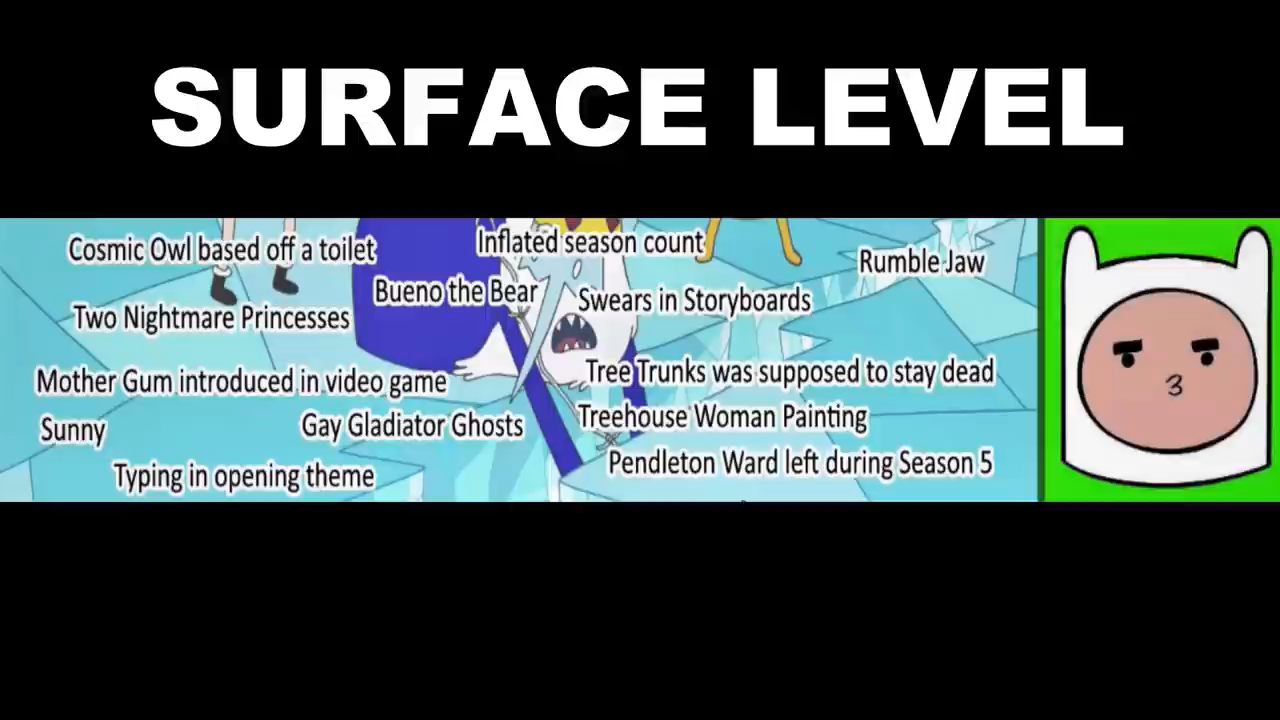 SURFACE LEVEL
Cosmic Owl based off a toilet
Inflated season count
Rumble Jaw
Bueno the Bear
Swears in Storyboards
Two Nightmare Princesses
Mother Gum introduced in video game
Tree Trunks was supposed to stay dead
Sunny
Gay Gladiator Ghosts
Treehouse Woman Painting
Typing in opening theme
Pendleton Ward left during Season 5